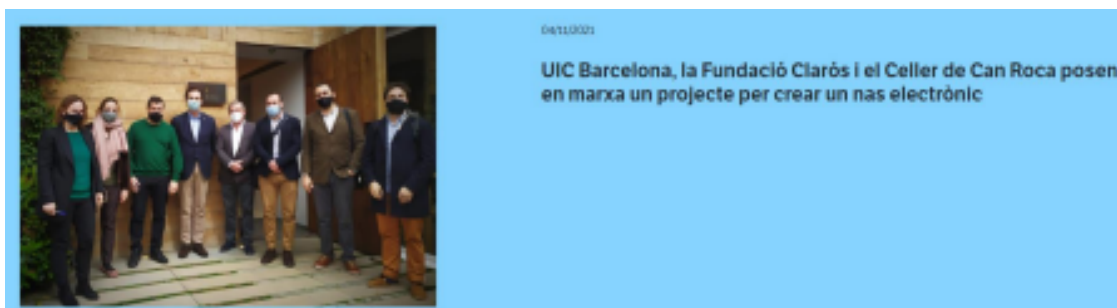 04/11/2021
UIC Barcelona, la Fundació Clarós i el Celler de Can Roca posen
en marxa un projecte per crear un nas electrònic